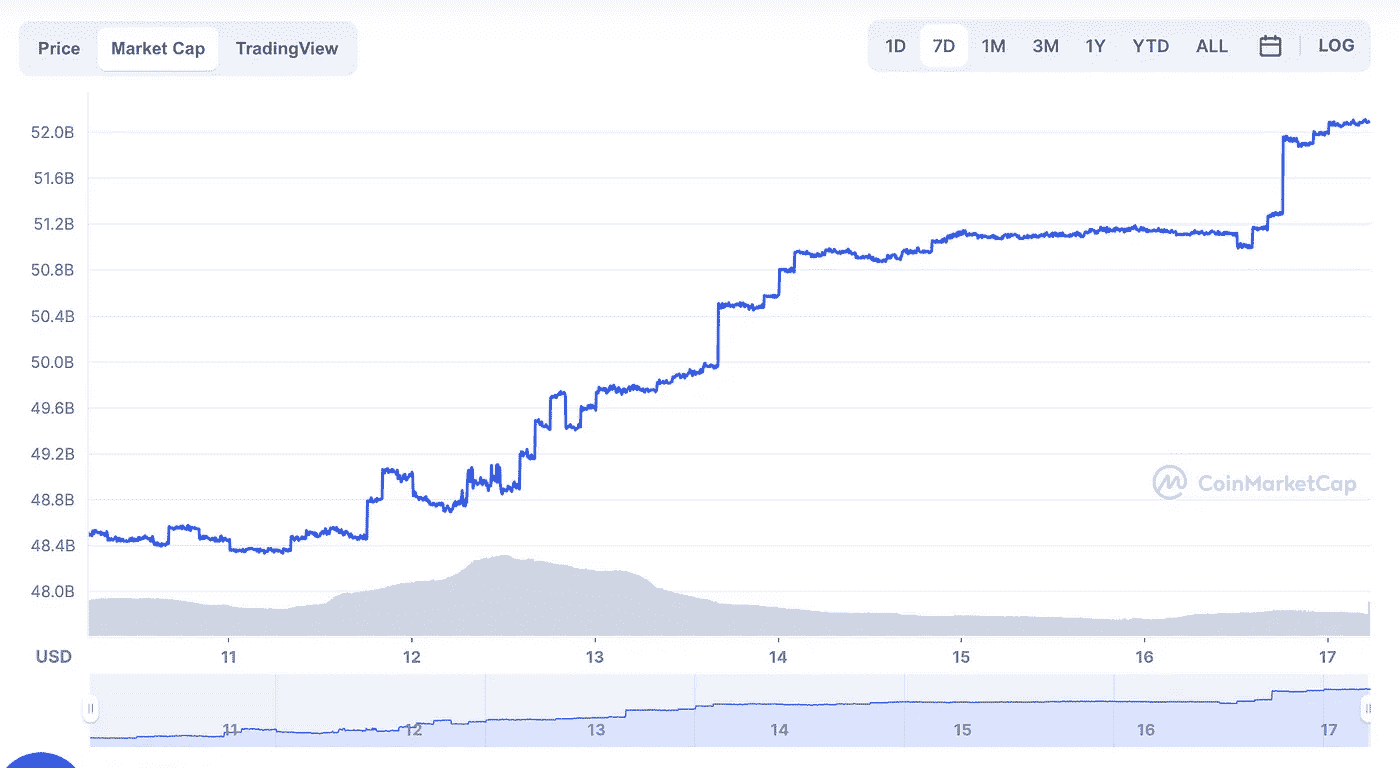 Price Market Cap TradingView 1D 7D 1M 3M 1Y YTD ALL LOG
52.0B
51.6B
51.2B
50.8B
50.4B
50.0B
49.6B
49.2B
48.8B
48.4B
48.0B
CoinMarketCap
USD 11 12 13 14 15 16 17
11 12 13 14 15 16 17